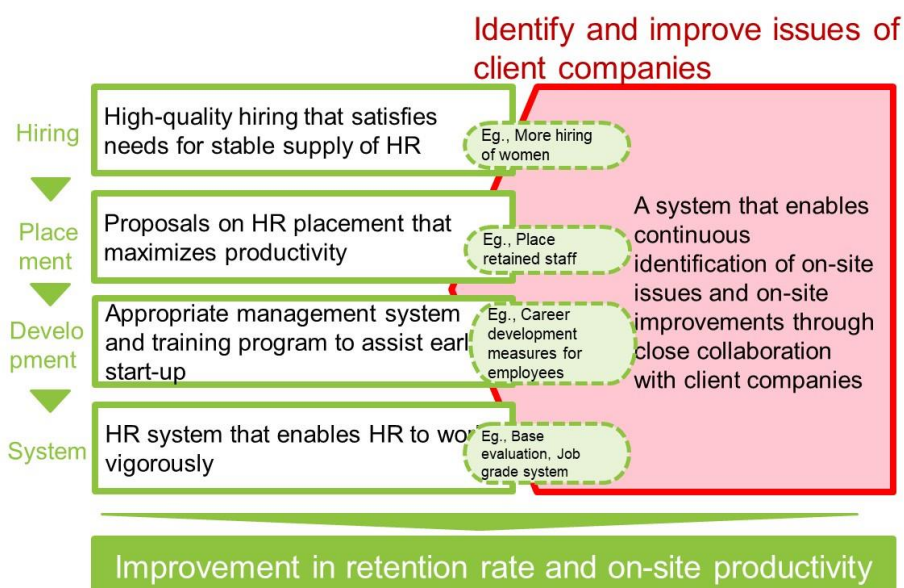 Identify and improve issues of
client companies
Hiring
High-quality hiring that satisfies
needs for stable supply of HR
Eg., More hiring
of women
Place
ment
Proposals on HR placement that
maximizes productivity
Eg., Place
retained staff
Develo
pment
Appropriate management system
and training program to assist earl
start-up
Eg., Career
development
measures for
employees
System
HR system that enables HR to wor
vigorously
Eg., Base
evaluation, Job
grade system
A system that enables
continuous
identification of on-site
issues and on-site
improvements through
close collaboration
with client companies
Improvement in retention rate and on-site productivity